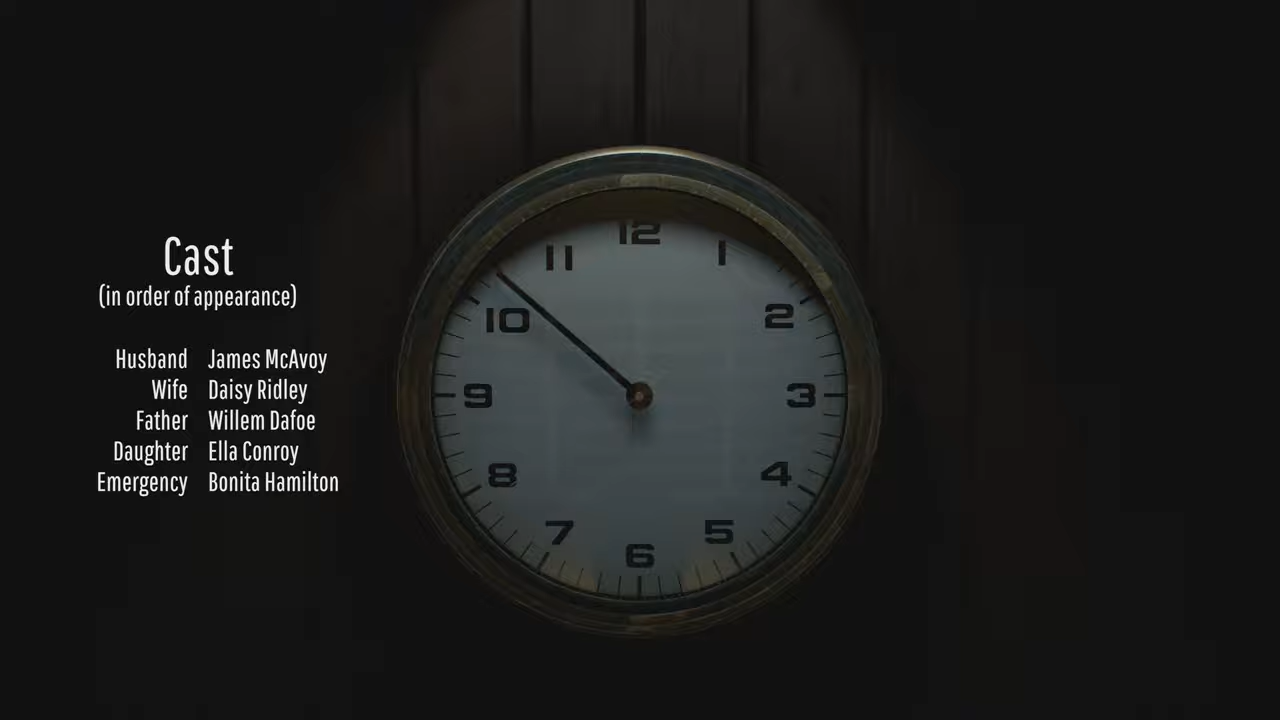 Cast
(in order of appearance)
Husband James McAvoy
Wife Daisy Ridley
Father Willem Dafoe
Daughter Ella Conroy
Emergency Bonita Hamilton
12
11 1
10 2
9 3
8 4
7 5
6